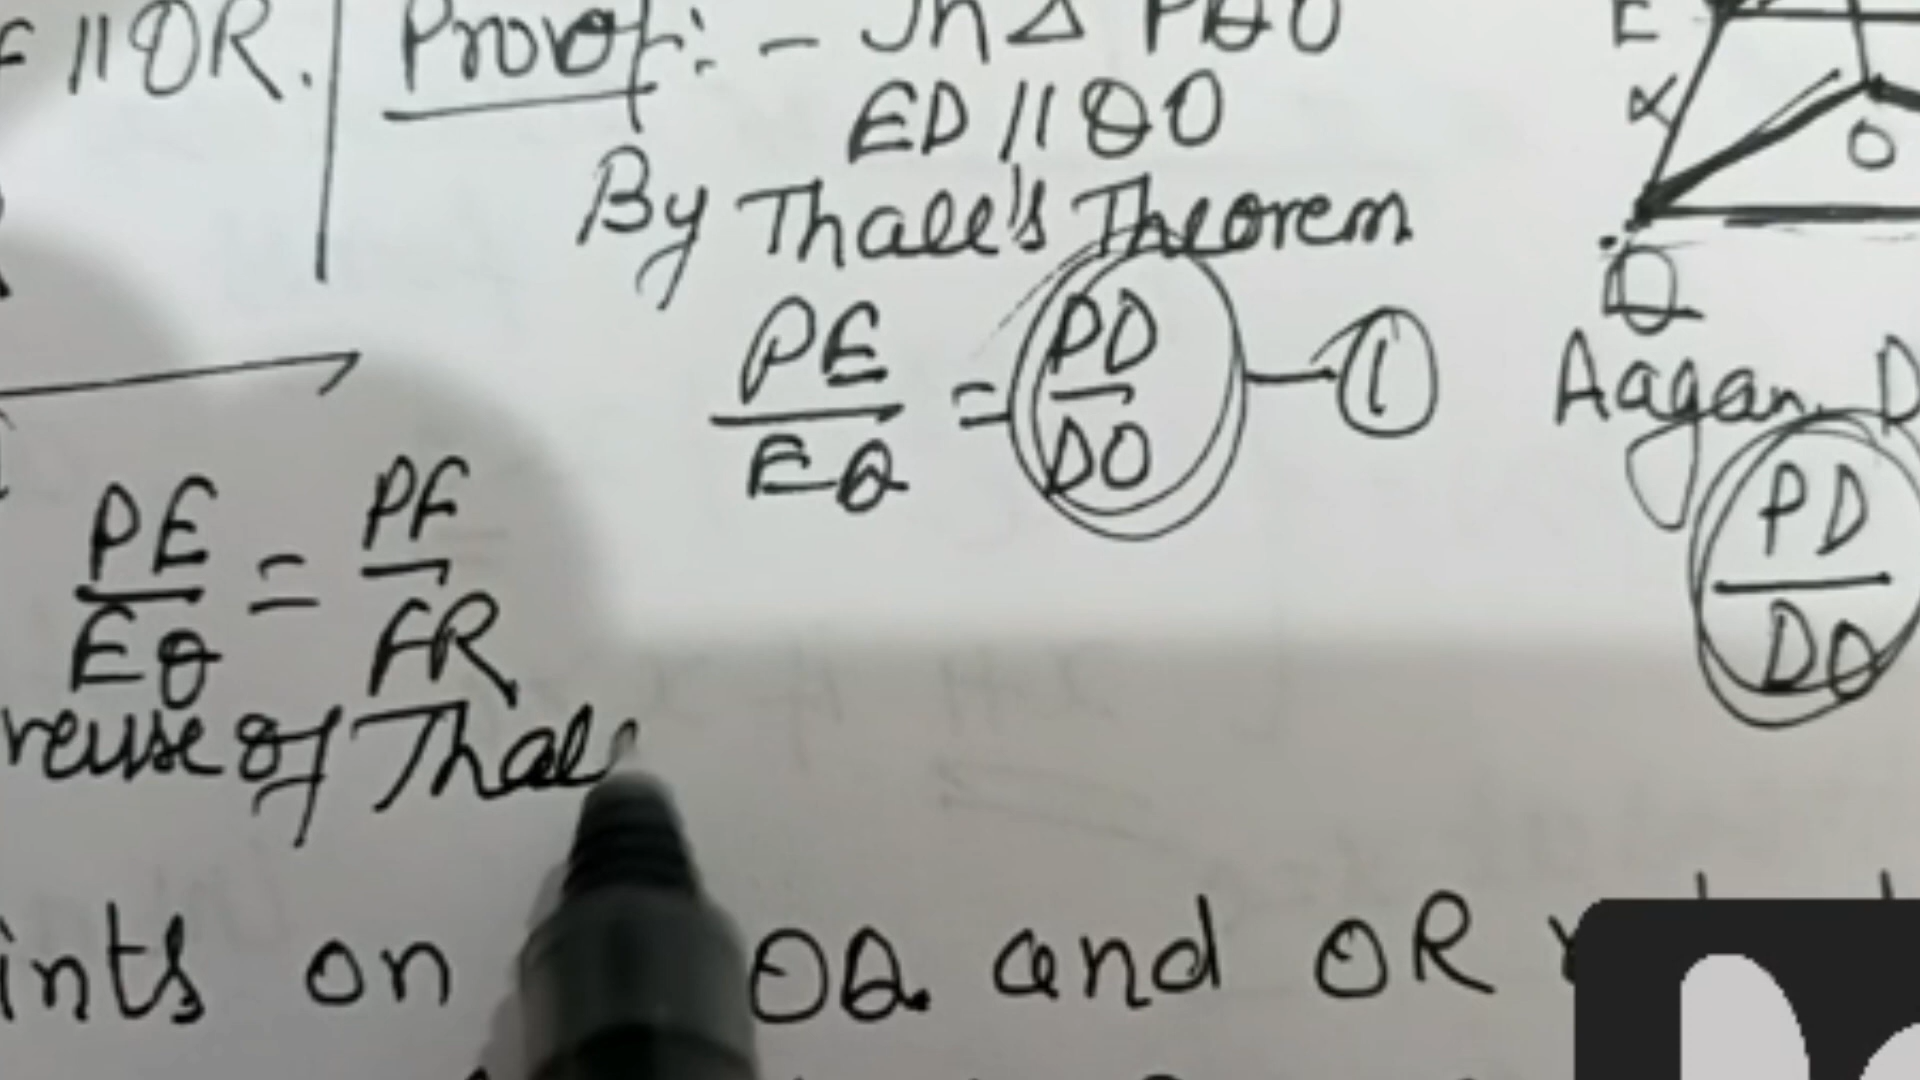 F || QR. Proof:- In △ PQO
ED || QO
By Thale's Theorem
PE/EQ = PD/DO — ①
E
O
Q
Aagan D
PD/DO
PE/EQ = PF/FR
reuse of Thale
ints on OQ and OR